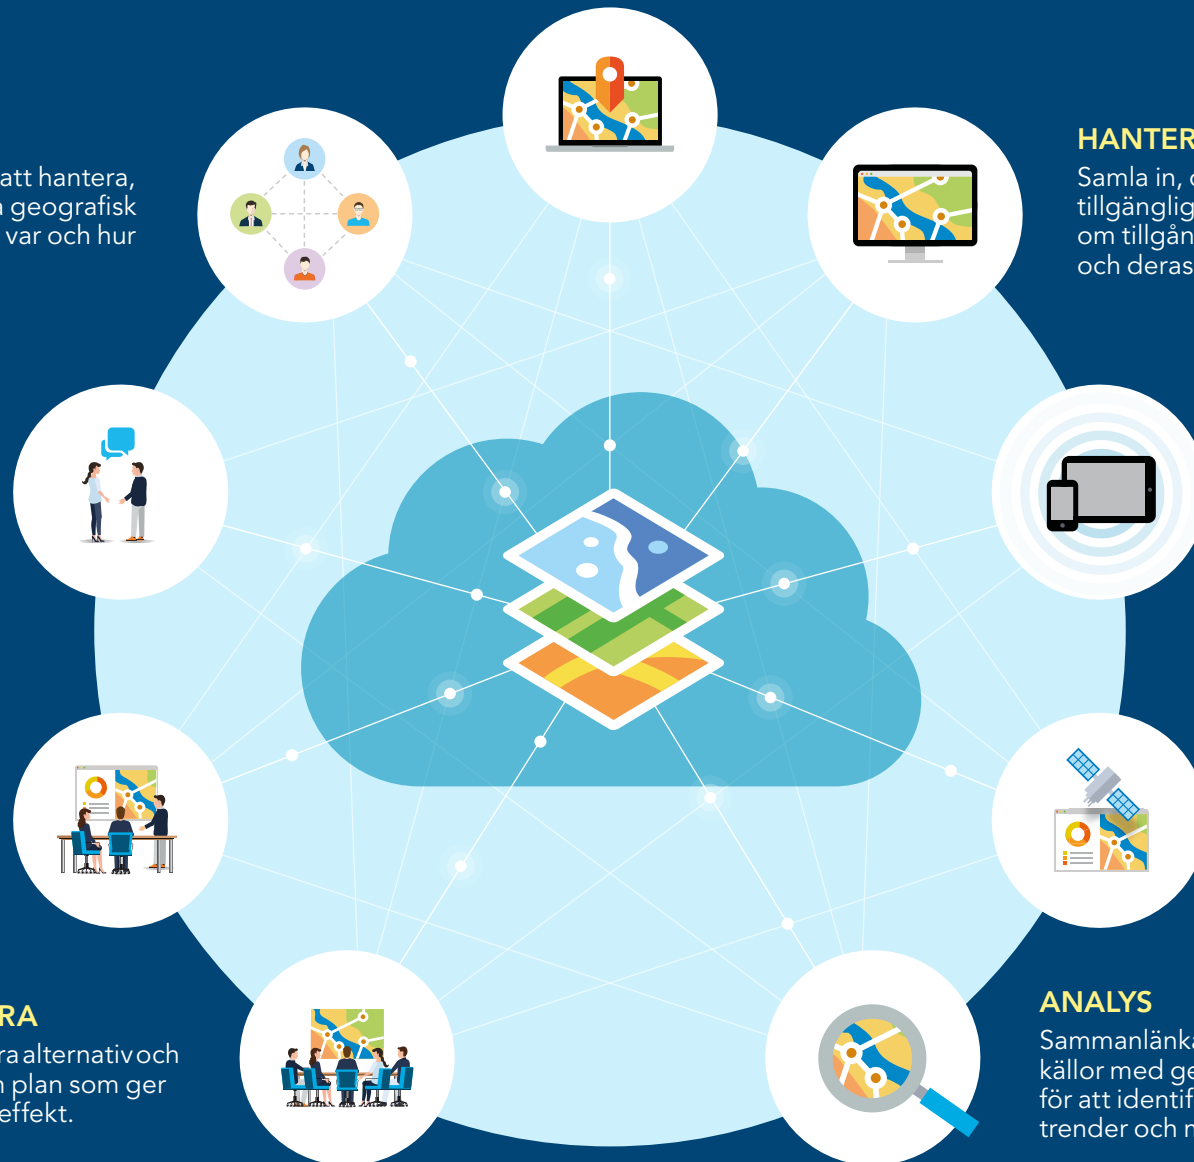 att hantera,
geografisk
var och hur
HANTER
Samla in,
tillgänglig
om tillgån
och deras
RA
ra alternativ och
plan som ger
effekt.
ANALYS
Sammanlänka
källor med ge
för att identif
trender och